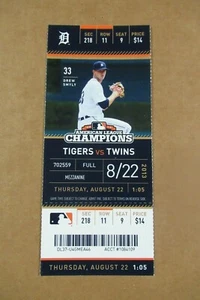 D SEC ROW SEAT PRICE
218 11 9 $14
33
DREW SMYLY
AMERICAN LEAGUE
CHAMPIONS
TIGERS VS TWINS
702559 FULL
MEZZANINE
8/22
2013
THURSDAY, AUGUST 22 1:05
SEC ROW SEAT PRICE
218 11 9 $14
THURSDAY, AUGUST 22 1:05